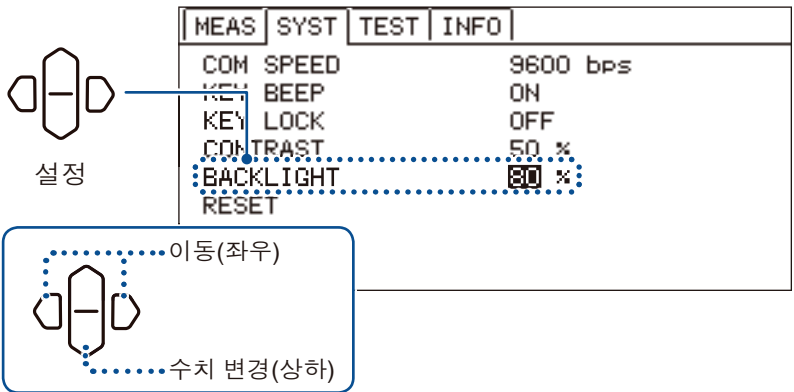 MEAS SYST TEST INFO
COM SPEED 9600 bps
KEY BEEP ON
KEY LOCK OFF
CONTRAST 50 %
BACKLIGHT 80 %
RESET
설정
이동(좌우)
수치 변경(상하)